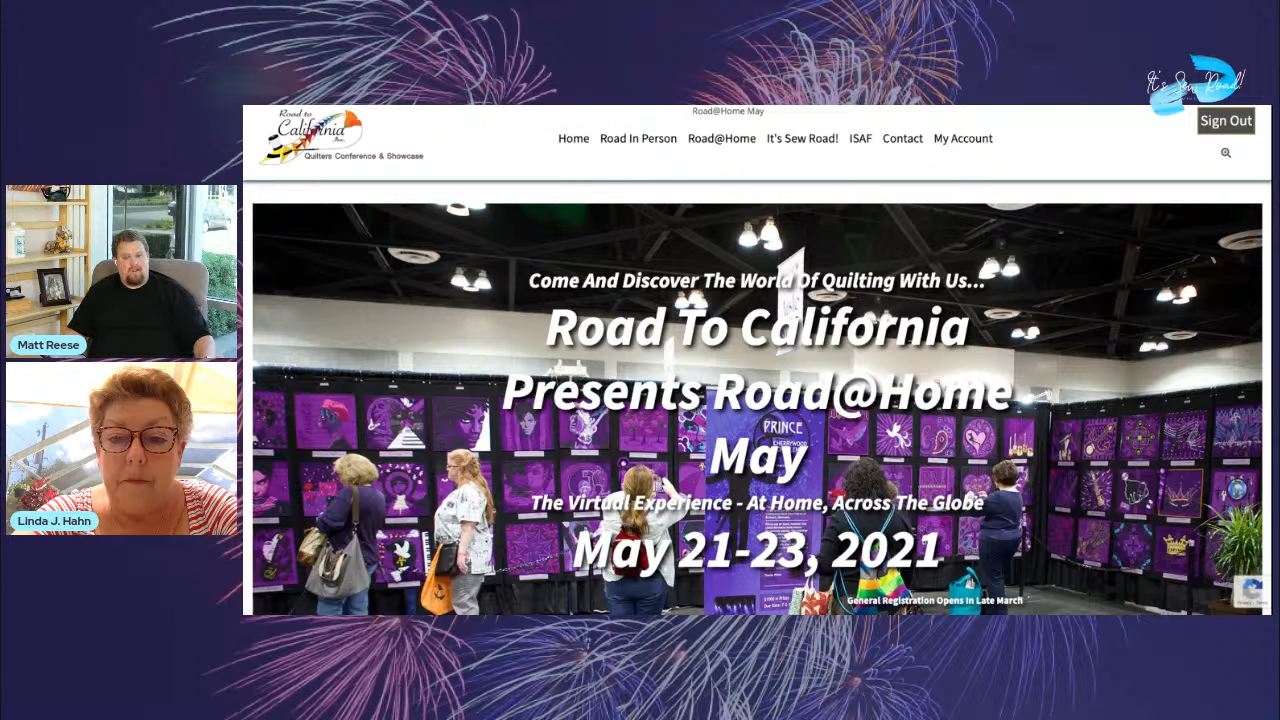 It's Sew Road!
Road@Home May
Road to
California
Inc.
Quilters Conference & Showcase
Home Road In Person Road@Home It's Sew Road! ISAF Contact My Account
Sign Out
Come And Discover The World Of Quilting With Us...
Road To California
Presents Road@Home
May
The Virtual Experience - At Home, Across The Globe
May 21-23, 2021
General Registration Opens In Late March
PRINCE
CHERRYWOOD
Matt Reese
Linda J. Hahn